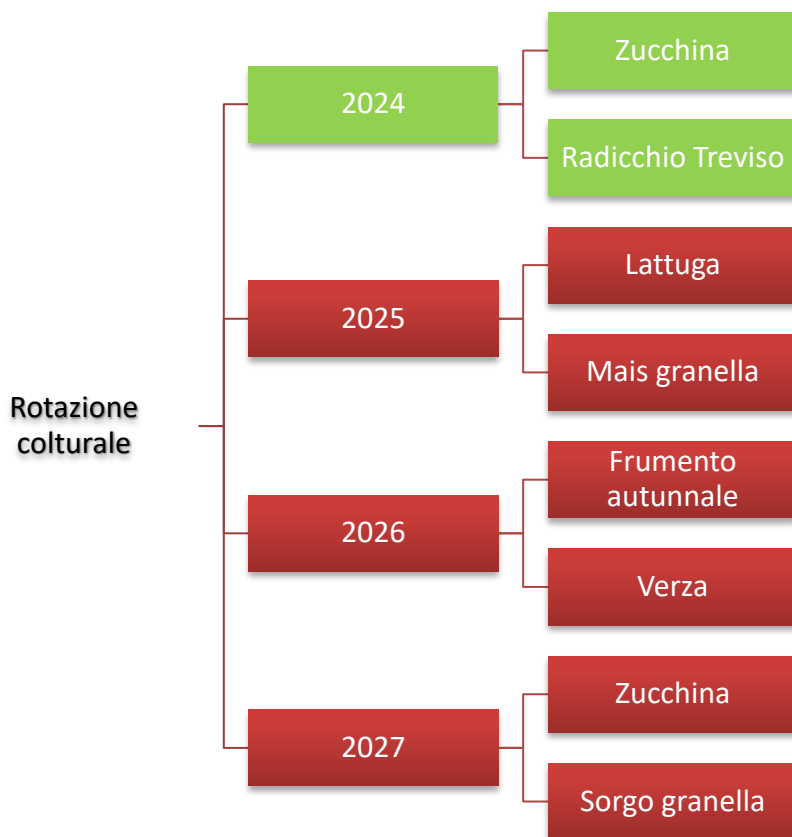 Rotazione
colturale
2024
Zucchina
Radicchio Treviso
2025
Lattuga
Mais granella
2026
Frumento
autunnale
Verza
2027
Zucchina
Sorgo granella